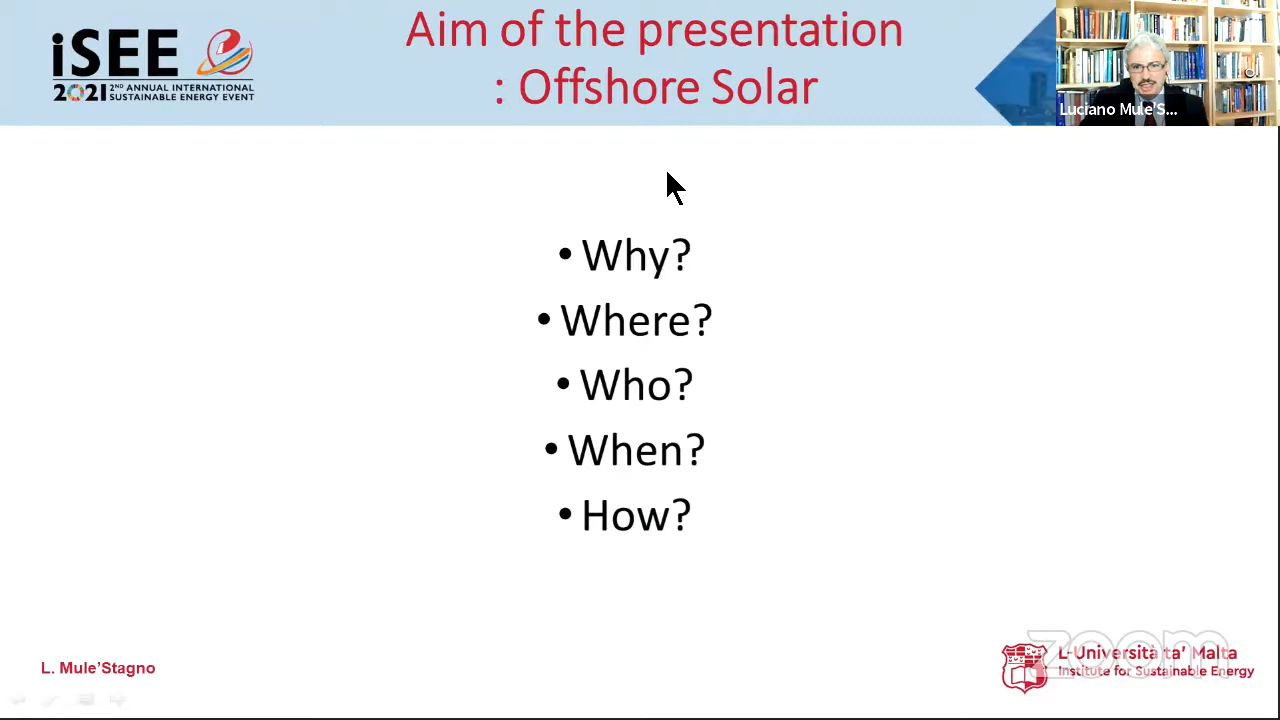 Aim of the presentation
: Offshore Solar
iSEE
2021 2ND ANNUAL INTERNATIONAL
SUSTAINABLE ENERGY EVENT
Luciano Mule'S...
• Why?
• Where?
• Who?
• When?
• How?
L. Mule'Stagno
zoom
L-Università ta' Malta
Institute for Sustainable Energy